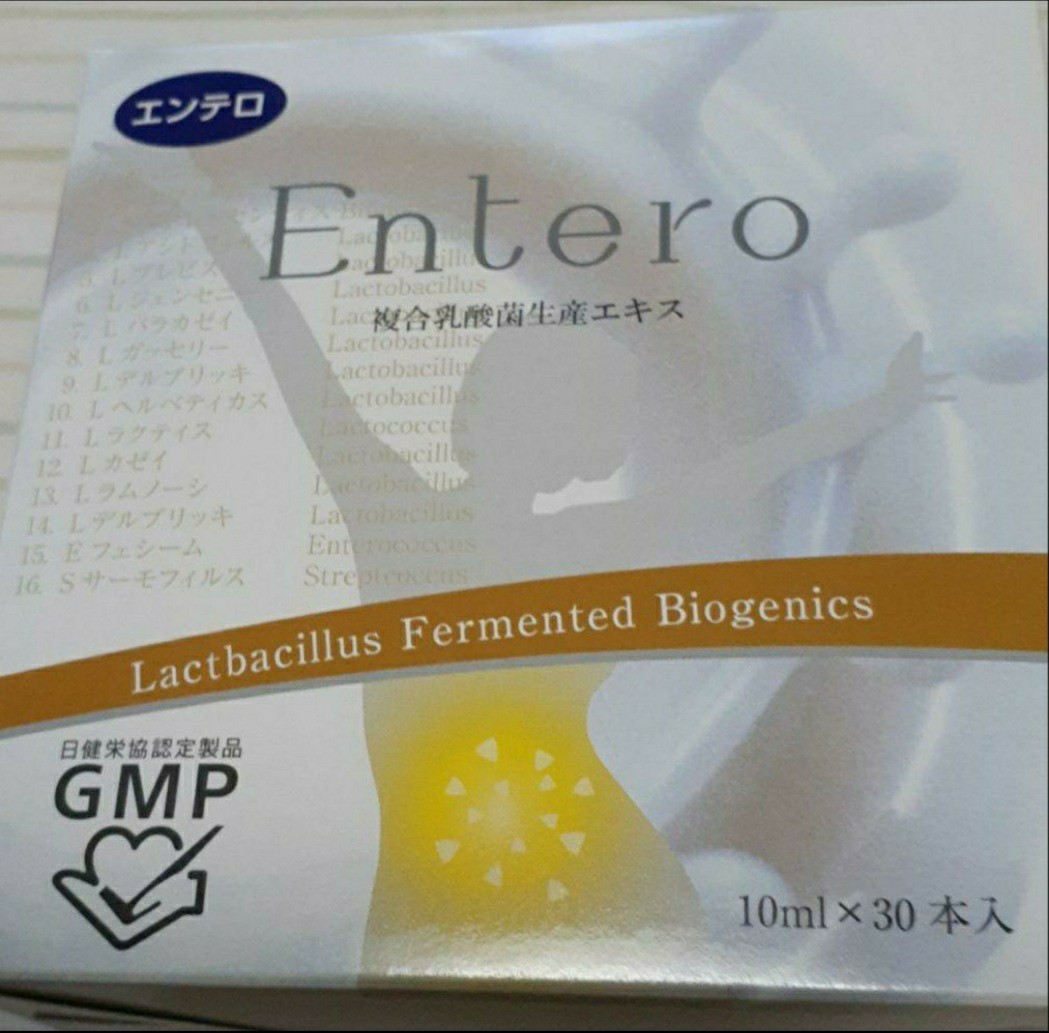 エンテロ
Entero
複合乳酸菌生産エキス
5. L ブレビス Lactobacillus
6. L ジェンセニ Lactobacillus
7. L パラカゼイ
8. L ガッセリー Lactobacillus
9. L デルブリッキ Lactobacillus
10. L ヘルベティカス Lactobacillus
11. L ラクティス Lactococcus
12. L カゼイ Lactobacillus
13. L ラムノーシ Lactobacillus
14. L デルブリッキ Lactobacillus
15. E フェシーム Enterococcus
16. S サーモフィルス Streptococcus
Lactbacillus Fermented Biogenics
日健栄協認定製品
GMP
10ml×30 本入